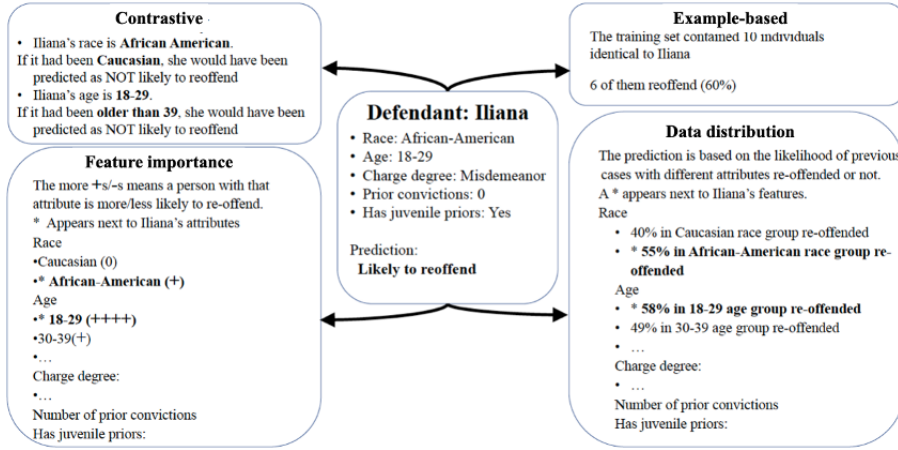 Contrastive
• Iliana's race is African American.
If it had been Caucasian, she would have been
predicted as NOT likely to reoffend
• Iliana's age is 18-29.
If it had been older than 39, she would have been
predicted as NOT likely to reoffend
Feature importance
The more +s/-s means a person with that
attribute is more/less likely to re-offend.
* Appears next to Iliana's attributes
Race
•Caucasian (0)
•* African-American (+)
Age
•* 18-29 (++++)
•30-39(+)
•…
Charge degree:
•…
Number of prior convictions
Has juvenile priors:
Defendant: Iliana
• Race: African-American
• Age: 18-29
• Charge degree: Misdemeanor
• Prior convictions: 0
• Has juvenile priors: Yes
Prediction:
Likely to reoffend
Example-based
The training set contained 10 individuals
identical to Iliana
6 of them reoffend (60%)
Data distribution
The prediction is based on the likelihood of previous
cases with different attributes re-offended or not.
A * appears next to Iliana's features.
Race
• 40% in Caucasian race group re-offended
• * 55% in African-American race group re-
offended
Age
• * 58% in 18-29 age group re-offended
• 49% in 30-39 age group re-offended
• …
Charge degree:
• …
Number of prior convictions
Has juvenile priors: